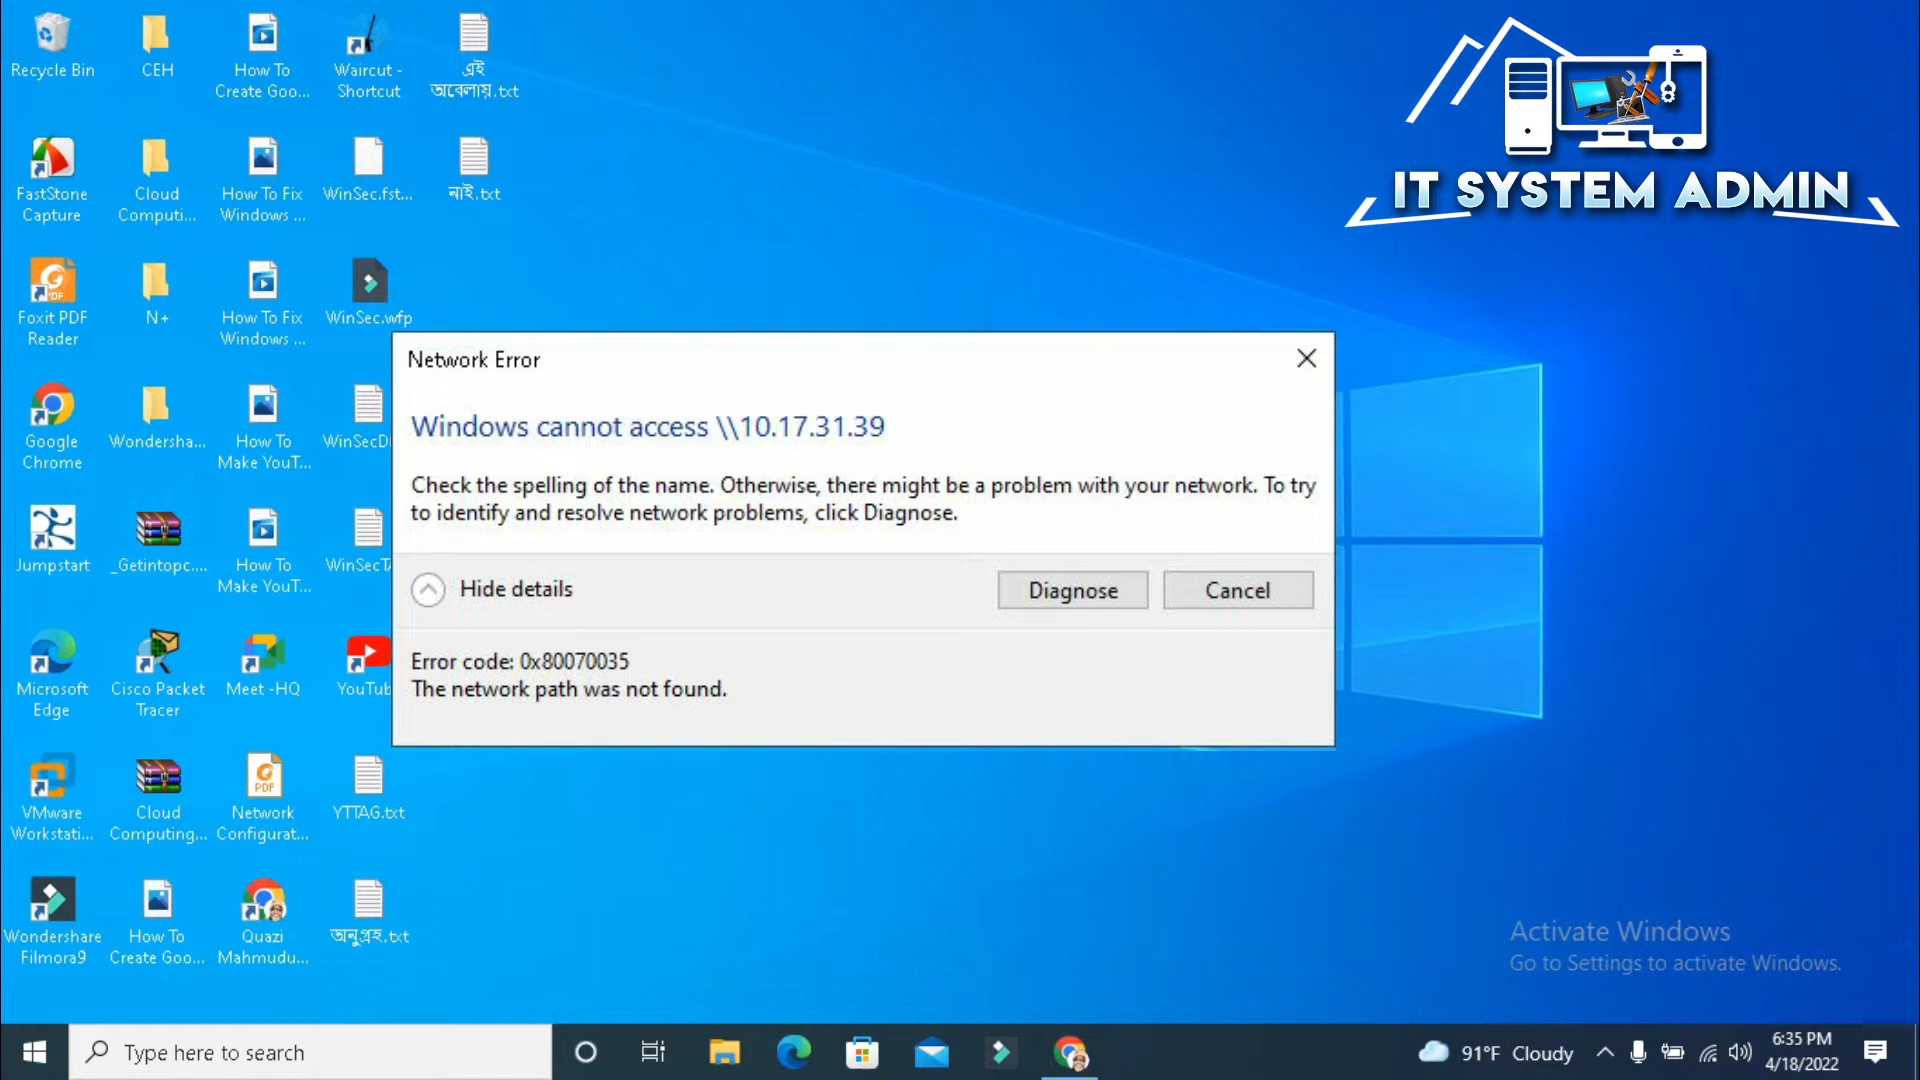 Recycle Bin
CEH
How To
Create Goo...
Waircut -
Shortcut
এই
অবেলায়.txt
FastStone
Capture
Cloud
Computi...
How To Fix
Windows ...
WinSec.fst...
নাই.txt
Foxit PDF
Reader
N+
How To Fix
Windows ...
WinSec.wfp
Google
Chrome
Wondersha...
How To
Make YouT...
WinSecD
Jumpstart
_Getintopc....
How To
Make YouT...
WinSecTA
Microsoft
Edge
Cisco Packet
Tracer
Meet -HQ
YouTub
VMware
Workstati...
Cloud
Computing...
PDF
Network
Configurat...
YTTAG.txt
Wondershare
Filmora9
How To
Create Goo...
Quazi
Mahmudu...
অনুগ্রহ.txt
IT SYSTEM ADMIN
Network Error
Windows cannot access \\10.17.31.39
Check the spelling of the name. Otherwise, there might be a problem with your network. To try
to identify and resolve network problems, click Diagnose.
Hide details
Diagnose
Cancel
Error code: 0x80070035
The network path was not found.
Activate Windows
Go to Settings to activate Windows.
Type here to search
91°F Cloudy
6:35 PM
4/18/2022